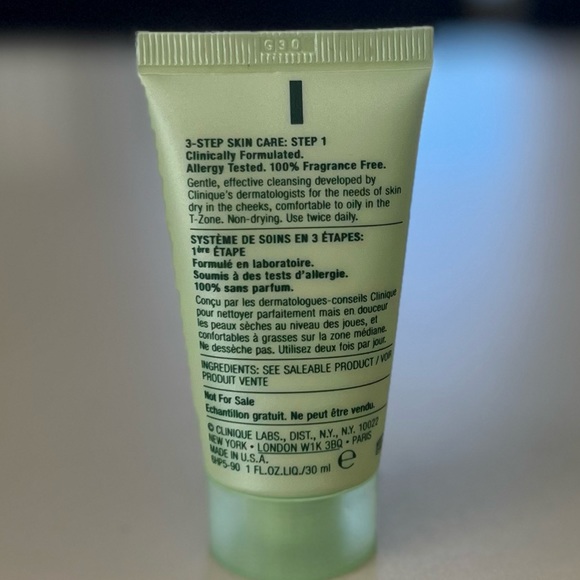 G30
3-STEP SKIN CARE: STEP 1
Clinically Formulated.
Allergy Tested. 100% Fragrance Free.
Gentle, effective cleansing developed by
Clinique's dermatologists for the needs of skin
dry in the cheeks, comfortable to oily in the
T-Zone. Non-drying. Use twice daily.
SYSTÈME DE SOINS EN 3 ÉTAPES:
1ère ÉTAPE
Formulé en laboratoire.
Soumis à des tests d'allergie.
100% sans parfum.
Conçu par les dermatologues-conseils Clinique
pour nettoyer parfaitement mais en douceur
les peaux sèches au niveau des joues, et
confortables à grasses sur la zone médiane.
Ne dessèche pas. Utilisez deux fois par jour.
INGREDIENTS: SEE SALEABLE PRODUCT / VOIR
PRODUIT VENTE
Not For Sale
Echantillon gratuit. Ne peut être vendu.
© CLINIQUE LABS., DIST., N.Y., N.Y. 10022
NEW YORK • LONDON W1K 3BQ • PARIS
MADE IN U.S.A.
6HP5-90 1 FL.OZ.LIQ./30 ml ℮